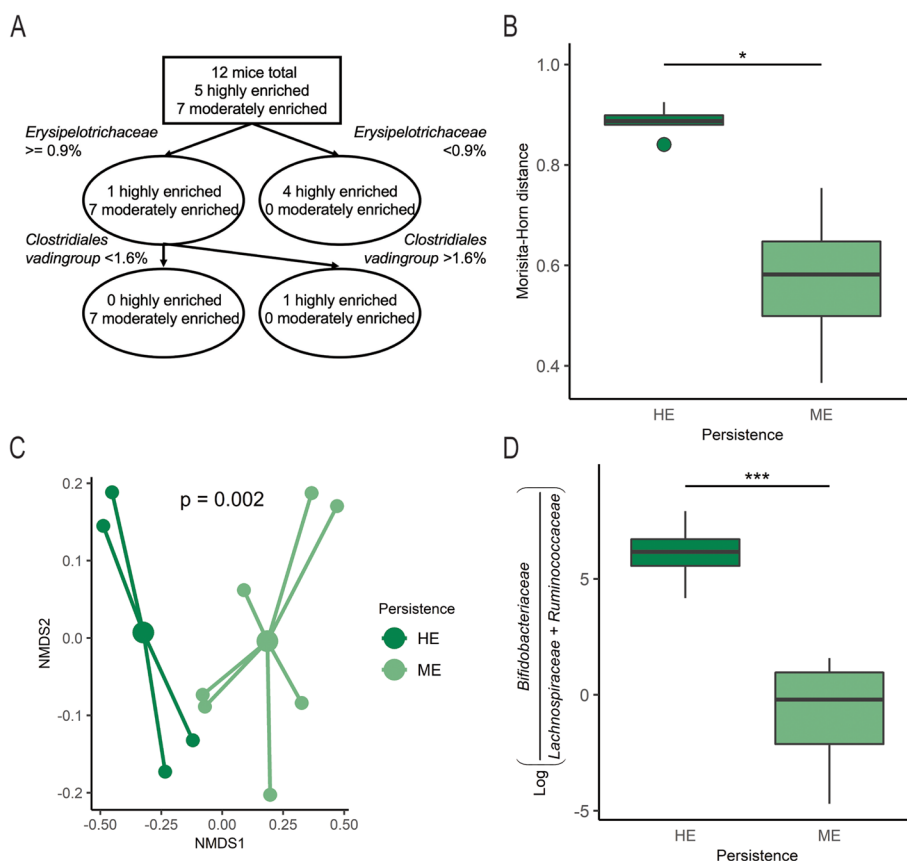 A
12 mice total
5 highly enriched
7 moderately enriched
Erysipelotrichaceae
>= 0.9%
Erysipelotrichaceae
<0.9%
1 highly enriched
7 moderately enriched
4 highly enriched
0 moderately enriched
Clostridiales
vadingroup <1.6%
Clostridiales
vadingroup >1.6%
0 highly enriched
7 moderately enriched
1 highly enriched
0 moderately enriched
B
*
Morisita-Horn distance
1.0
0.8
0.6
0.4
HE
ME
Persistence
C
p = 0.002
NMDS2
0.2
0.1
0.0
-0.1
-0.2
-0.50
-0.25
0.00
0.25
0.50
NMDS1
Persistence
HE
ME
D
***
Log
Bifidobacteriaceae
Lachnospiraceae + Ruminococcaceae
5
0
-5
HE
ME
Persistence